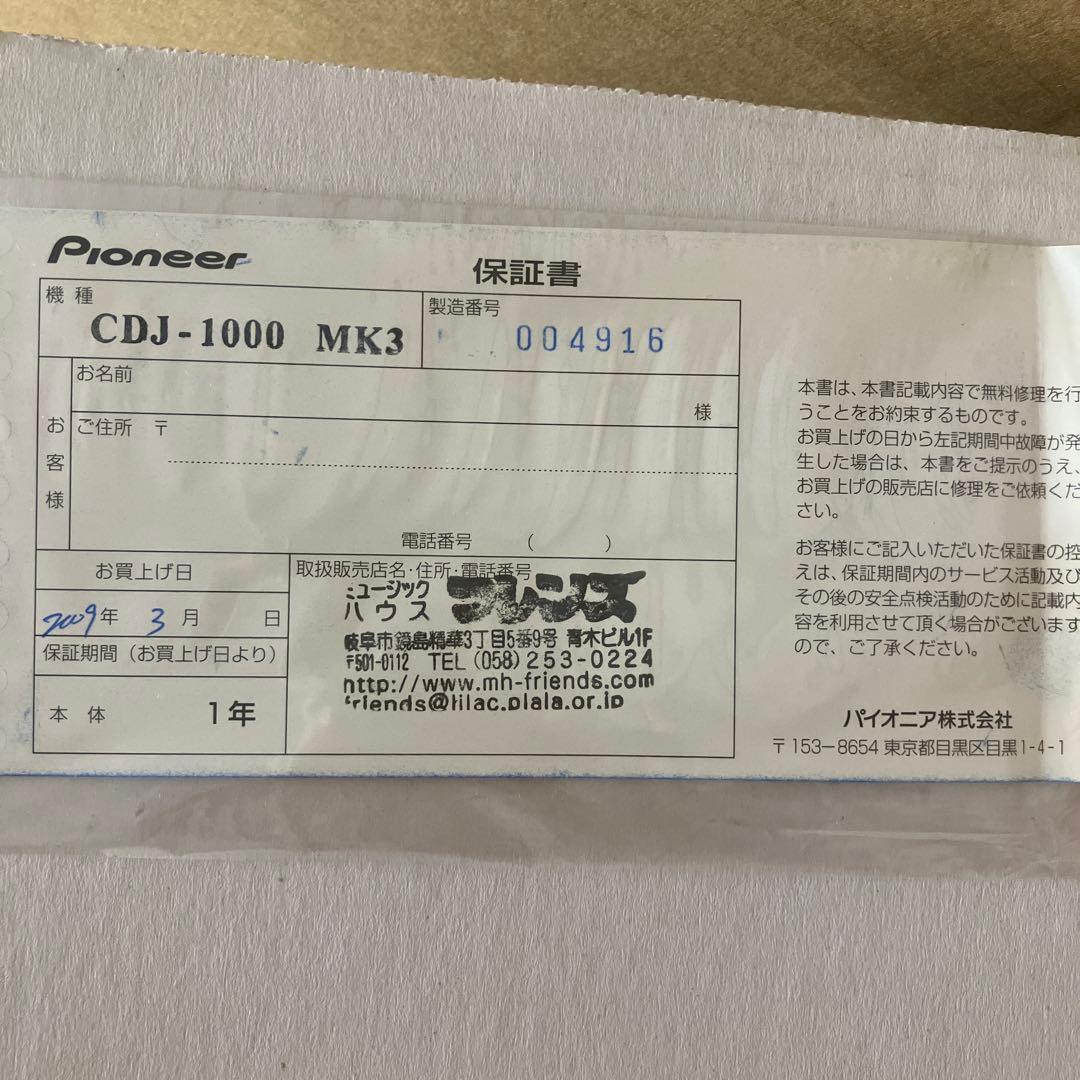 Pioneer
保証書
機種
CDJ-1000 MK3
製造番号
004916
お客様
お名前
様
ご住所 〒
電話番号 ( )
お買上げ日
2009年 3月 日
保証期間（お買上げ日より）
本体 1年
取扱販売店名・住所・電話番号
ミュージック
ハウス フレンズ
岐阜市鏡島精華3丁目5番9号 青木ビル1F
〒501-0112 TEL (058)253-0224
http://www.mh-friends.com
friends@lilac.plala.or.jp
本書は、本書記載内容で無料修理を行
うことをお約束するものです。
お買上げの日から左記期間中故障が発
生した場合は、本書をご提示のうえ、
お買上げの販売店に修理をご依頼くだ
さい。
お客様にご記入いただいた保証書の控
えは、保証期間内のサービス活動及び
その後の安全点検活動のために記載内
容を利用させて頂く場合がございます
ので、ご了承ください。
パイオニア株式会社
〒153-8654 東京都目黒区目黒1-4-1